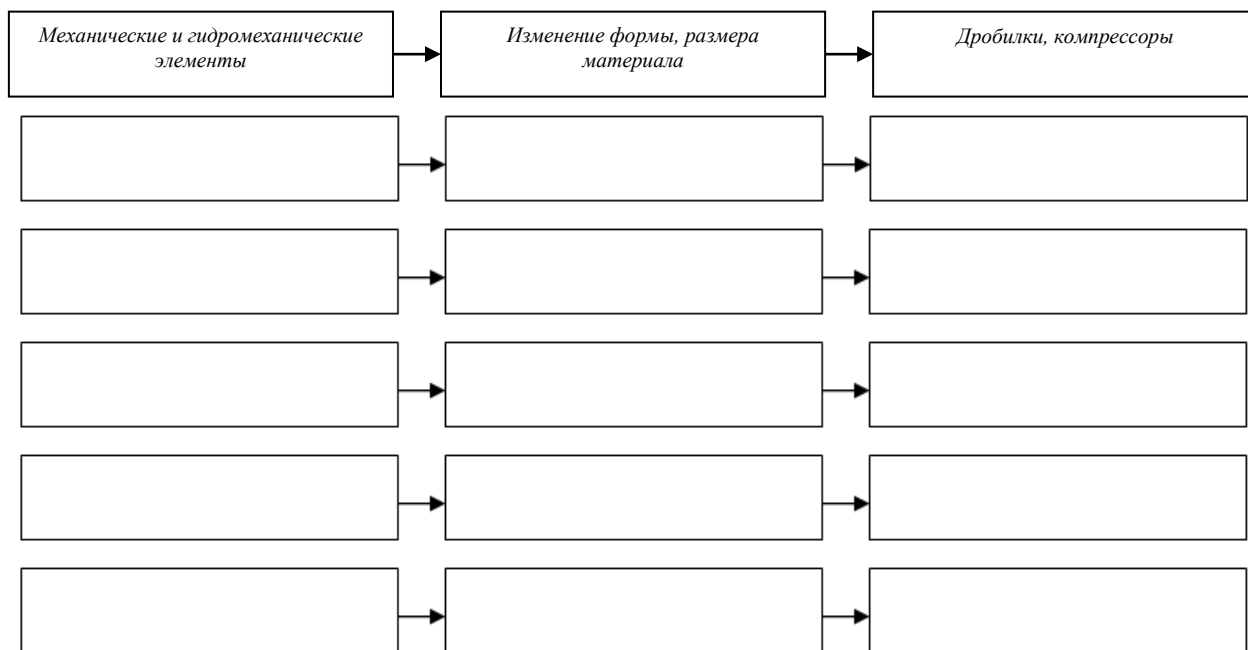 Механические и гидромеханические
элементы
Изменение формы, размера
материала
Дробилки, компрессоры